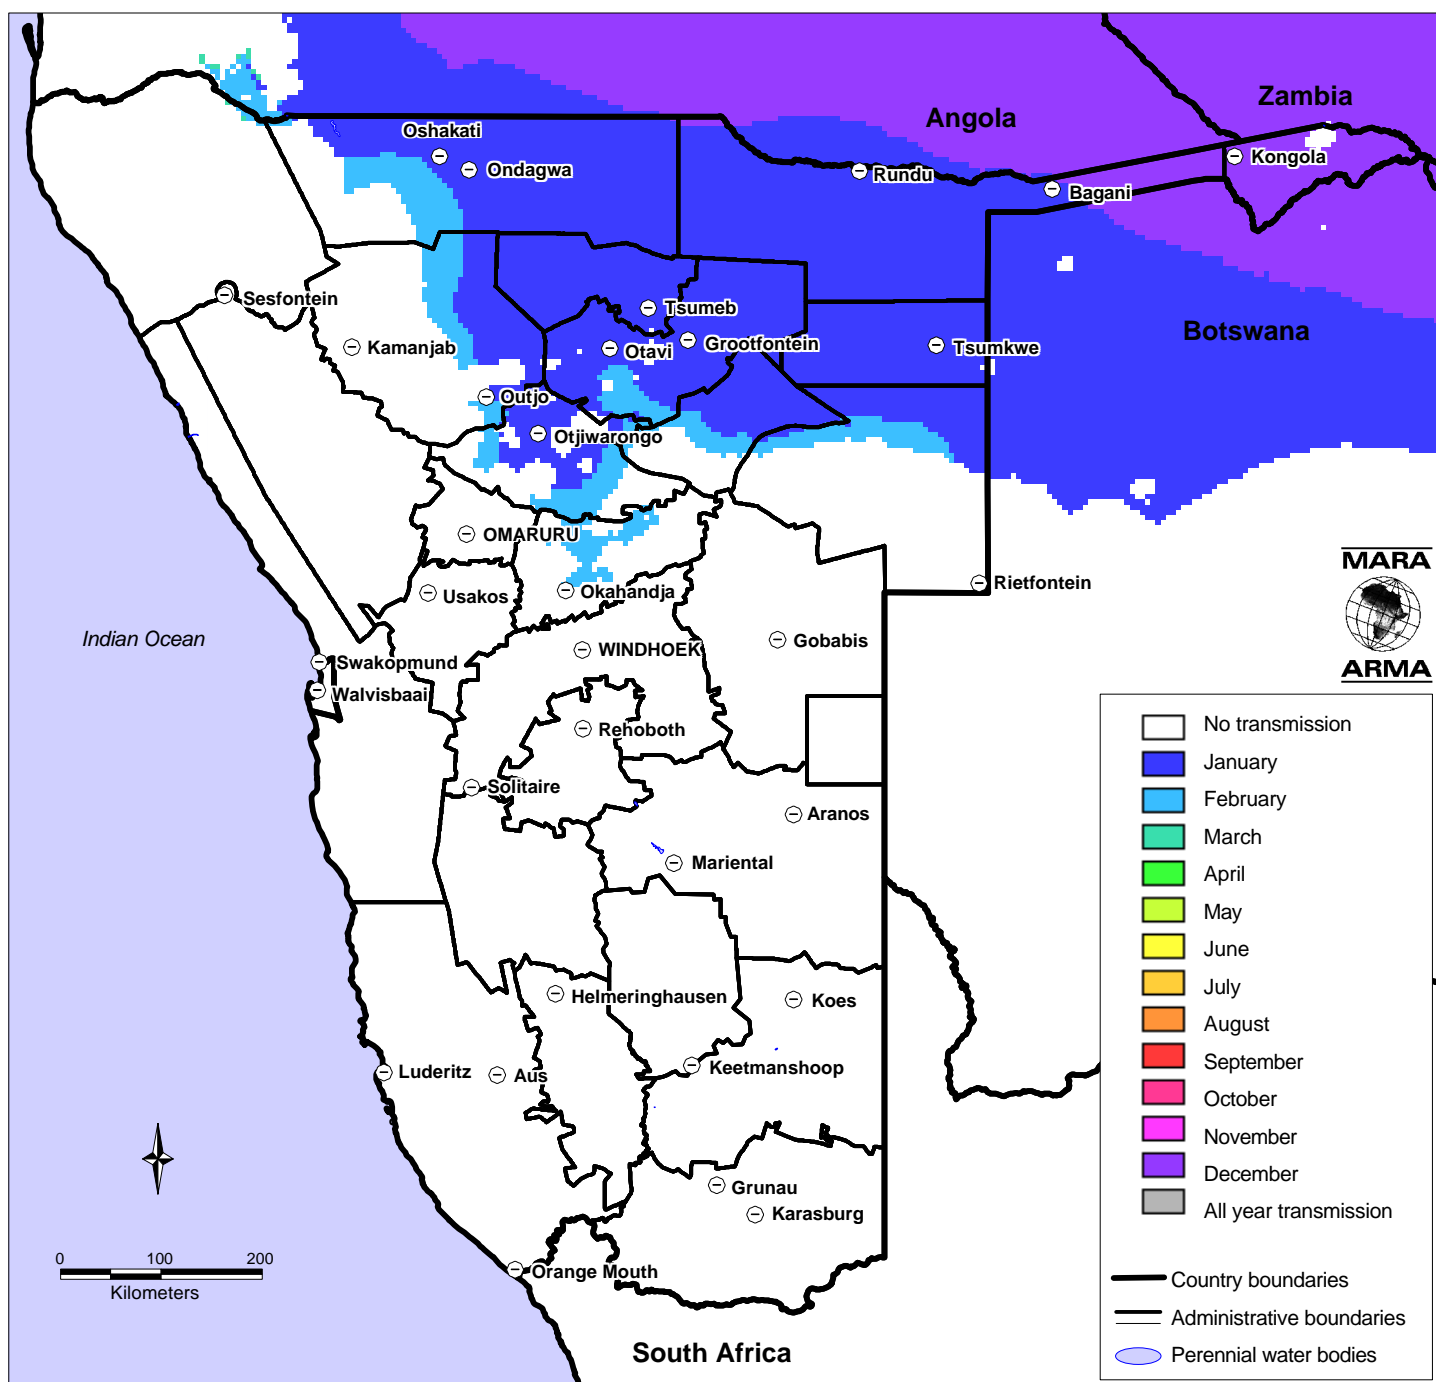 Angola
Zambia
Oshakati
Ondagwa
Rundu
Bagani
Kongola
Sesfontein
Tsumeb
Botswana
Kamanjab
Otavi
Grootfontein
Tsumkwe
Outjo
Otjiwarongo
OMARURU
MARA
Usakos
Okahandja
Rietfontein
Indian Ocean
WINDHOEK
Gobabis
ARMA
Swakopmund
Walvisbaai
Rehoboth
Solitaire
Aranos
Mariental
Helmeringhausen
Koes
Luderitz
Aus
Keetmanshoop
Grunau
Karasburg
Orange Mouth
South Africa
0 100 200
Kilometers
No transmission
January
February
March
April
May
June
July
August
September
October
November
December
All year transmission
Country boundaries
Administrative boundaries
Perennial water bodies